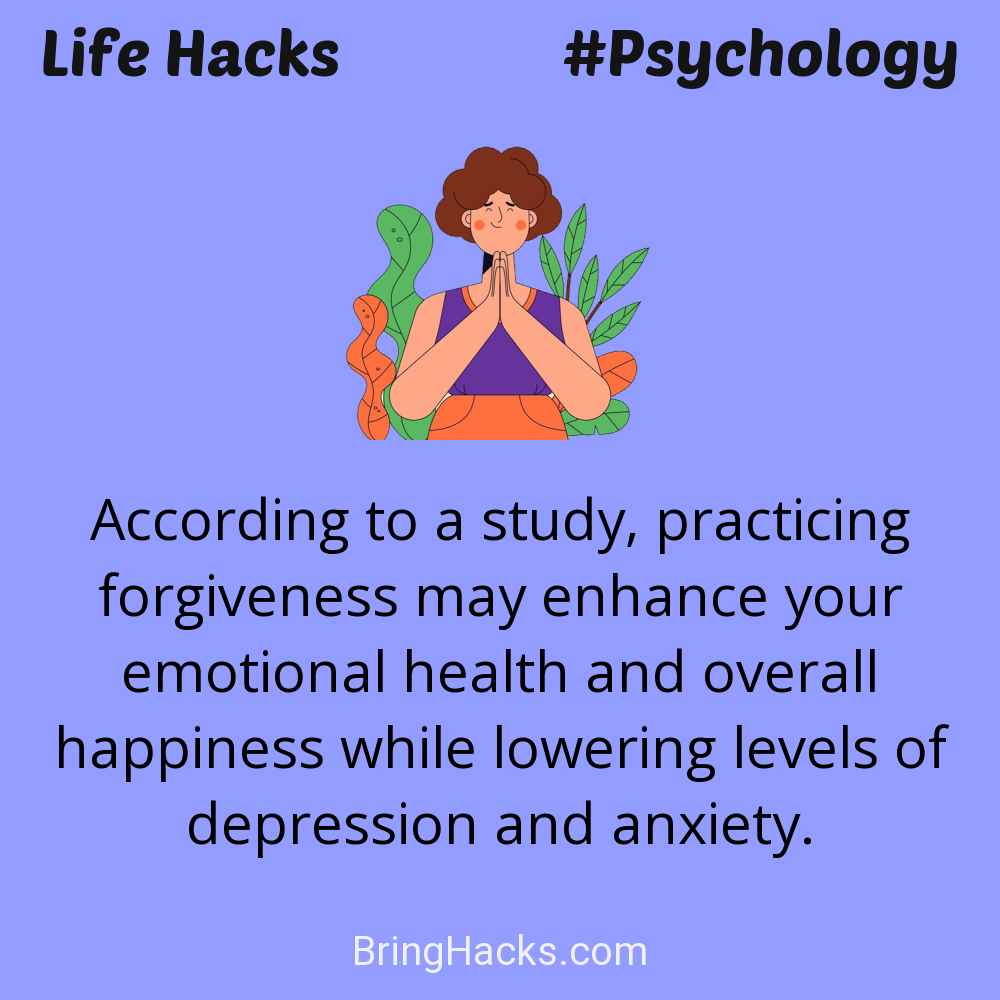 Life Hacks
#Psychology
According to a study, practicing
forgiveness may enhance your
emotional health and overall
happiness while lowering levels of
depression and anxiety.
BringHacks.com